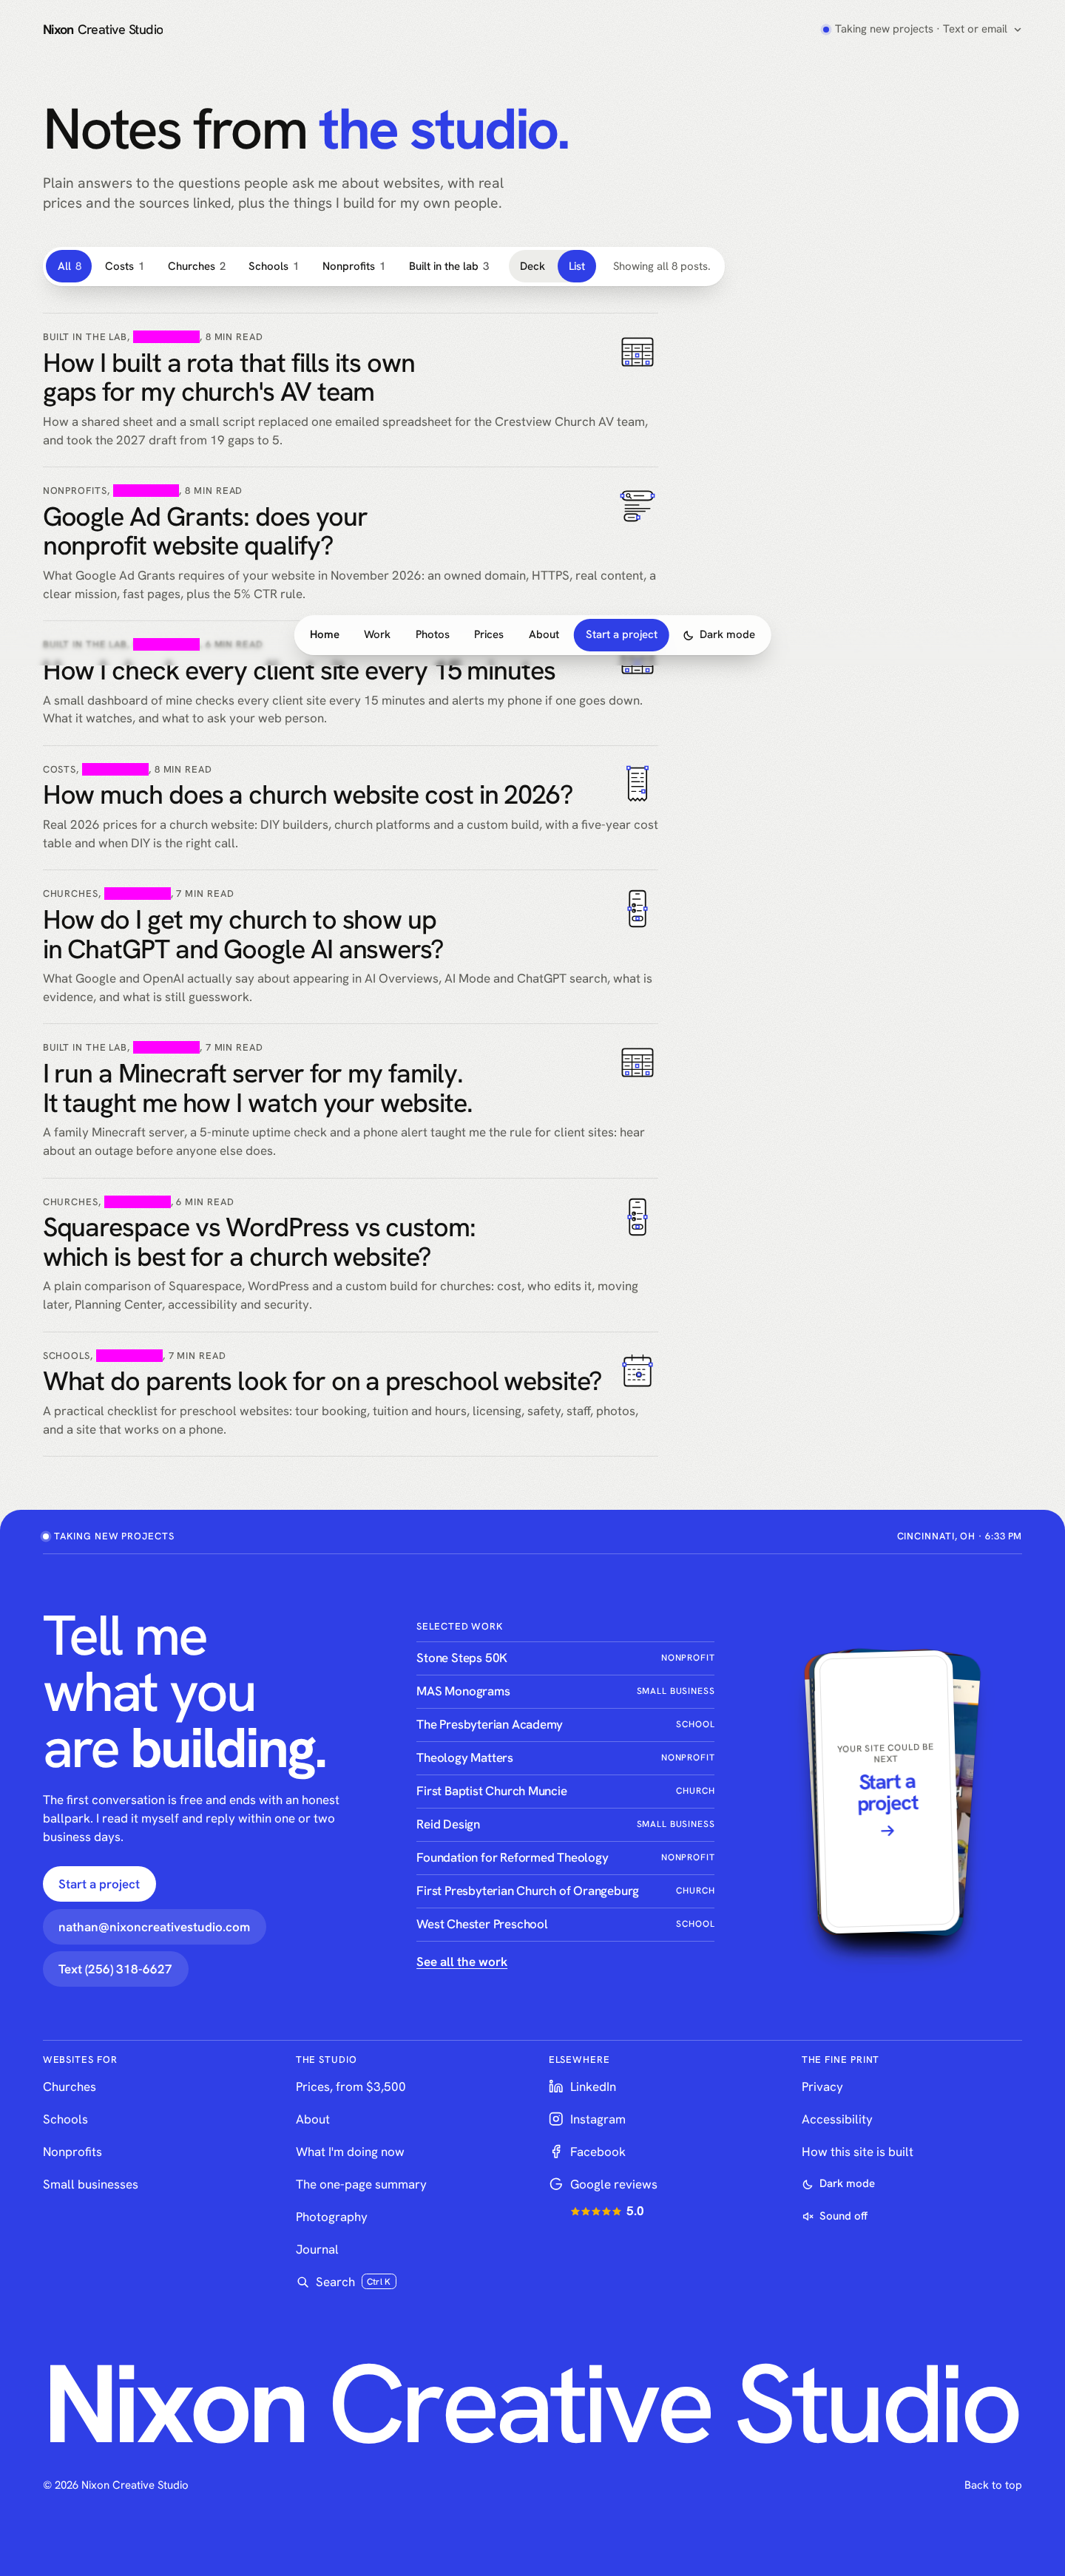 Nixon Creative Studio
Taking new projects · Text or email
Notes from the studio.
Plain answers to the questions people ask me about websites, with real
prices and the sources linked, plus the things I build for my own people.
All 8 Costs 1 Churches 2 Schools 1 Nonprofits 1 Built in the lab 3 Deck List Showing all 8 posts.
BUILT IN THE LAB, , 8 MIN READ
How I built a rota that fills its own
gaps for my church's AV team
How a shared sheet and a small script replaced one emailed spreadsheet for the Crestview Church AV team,
and took the 2027 draft from 19 gaps to 5.
NONPROFITS, , 8 MIN READ
Google Ad Grants: does your
nonprofit website qualify?
What Google Ad Grants requires of your website in November 2026: an owned domain, HTTPS, real content, a
clear mission, fast pages, plus the 5% CTR rule.
Home Work Photos Prices About Start a project Dark mode
BUILT IN THE LAB, , 6 MIN READ
How I check every client site every 15 minutes
A small dashboard of mine checks every client site every 15 minutes and alerts my phone if one goes down.
What it watches, and what to ask your web person.
COSTS, , 8 MIN READ
How much does a church website cost in 2026?
Real 2026 prices for a church website: DIY builders, church platforms and a custom build, with a five-year cost
table and when DIY is the right call.
CHURCHES, , 7 MIN READ
How do I get my church to show up
in ChatGPT and Google AI answers?
What Google and OpenAI actually say about appearing in AI Overviews, AI Mode and ChatGPT search, what is
evidence, and what is still guesswork.
BUILT IN THE LAB, , 7 MIN READ
I run a Minecraft server for my family.
It taught me how I watch your website.
A family Minecraft server, a 5-minute uptime check and a phone alert taught me the rule for client sites: hear
about an outage before anyone else does.
CHURCHES, , 6 MIN READ
Squarespace vs WordPress vs custom:
which is best for a church website?
A plain comparison of Squarespace, WordPress and a custom build for churches: cost, who edits it, moving
later, Planning Center, accessibility and security.
SCHOOLS, , 7 MIN READ
What do parents look for on a preschool website?
A practical checklist for preschool websites: tour booking, tuition and hours, licensing, safety, staff, photos,
and a site that works on a phone.
TAKING NEW PROJECTS
CINCINNATI, OH · 6:33 PM
Tell me
what you
are building.
The first conversation is free and ends with an honest
ballpark. I read it myself and reply within one or two
business days.
Start a project
nathan@nixoncreativestudio.com
Text (256) 318-6627
SELECTED WORK
Stone Steps 50K NONPROFIT
MAS Monograms SMALL BUSINESS
The Presbyterian Academy SCHOOL
Theology Matters NONPROFIT
First Baptist Church Muncie CHURCH
Reid Design SMALL BUSINESS
Foundation for Reformed Theology NONPROFIT
First Presbyterian Church of Orangeburg CHURCH
West Chester Preschool SCHOOL
See all the work
YOUR SITE COULD BE
NEXT
Start a
project
WEBSITES FOR
Churches
Schools
Nonprofits
Small businesses
THE STUDIO
Prices, from $3,500
About
What I'm doing now
The one-page summary
Photography
Journal
Search Ctrl K
ELSEWHERE
LinkedIn
Instagram
Facebook
Google reviews
5.0
THE FINE PRINT
Privacy
Accessibility
How this site is built
Dark mode
Sound off
Nixon Creative Studio
© 2026 Nixon Creative Studio
Back to top